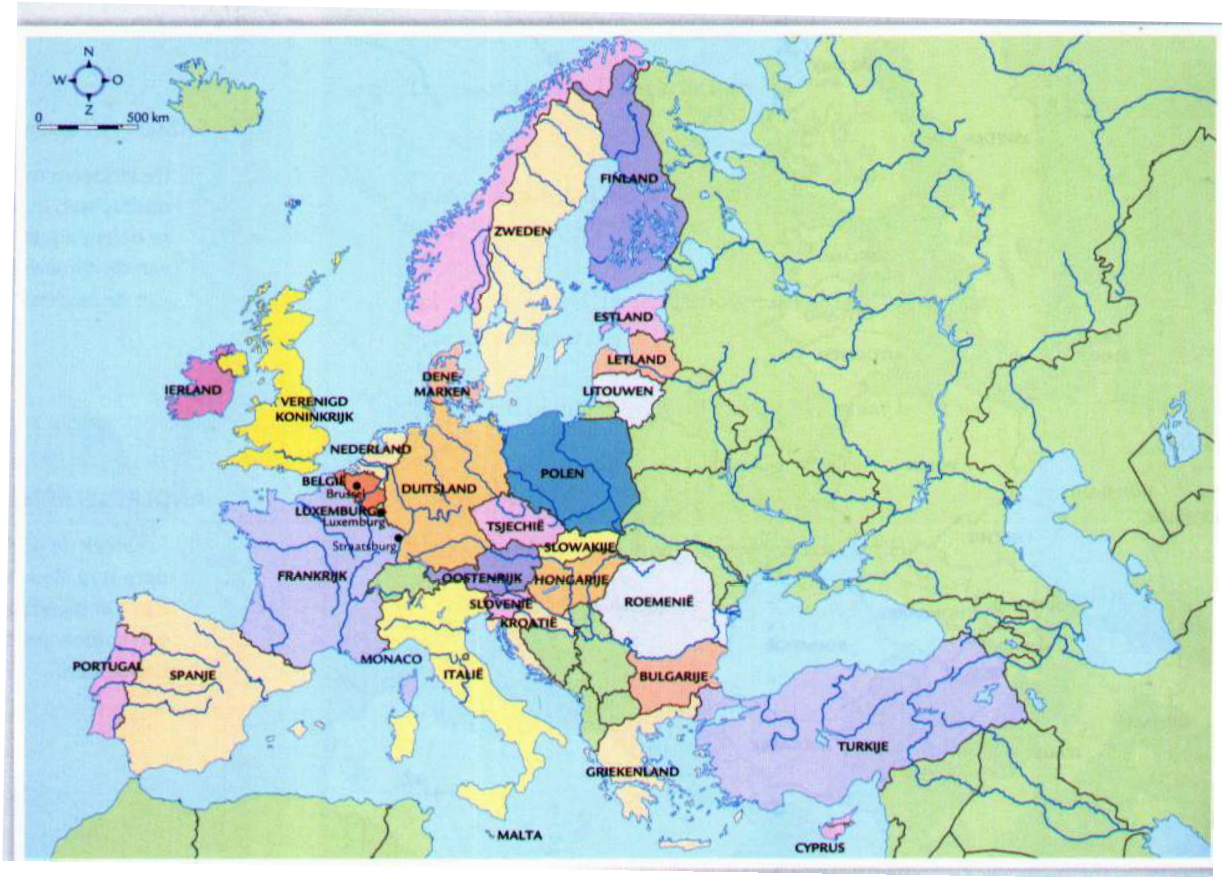 N
W O
Z
0 500 km
FINLAND
ZWEDEN
ESTLAND
LETLAND
LITOUWEN
DENE-
MARKEN
IERLAND
VERENIGD
KONINKRIJK
NEDERLAND
BELGIË
Brussel
DUITSLAND
POLEN
LUXEMBURG
Luxemburg
TSJECHIË
Straatsburg
SLOWAKIJE
FRANKRIJK
OOSTENRIJK
HONGARIJE
SLOVENIË
KROATIË
ROEMENIË
MONACO
ITALIË
PORTUGAL
SPANJE
BULGARIJE
TURKIJE
GRIEKENLAND
MALTA
CYPRUS